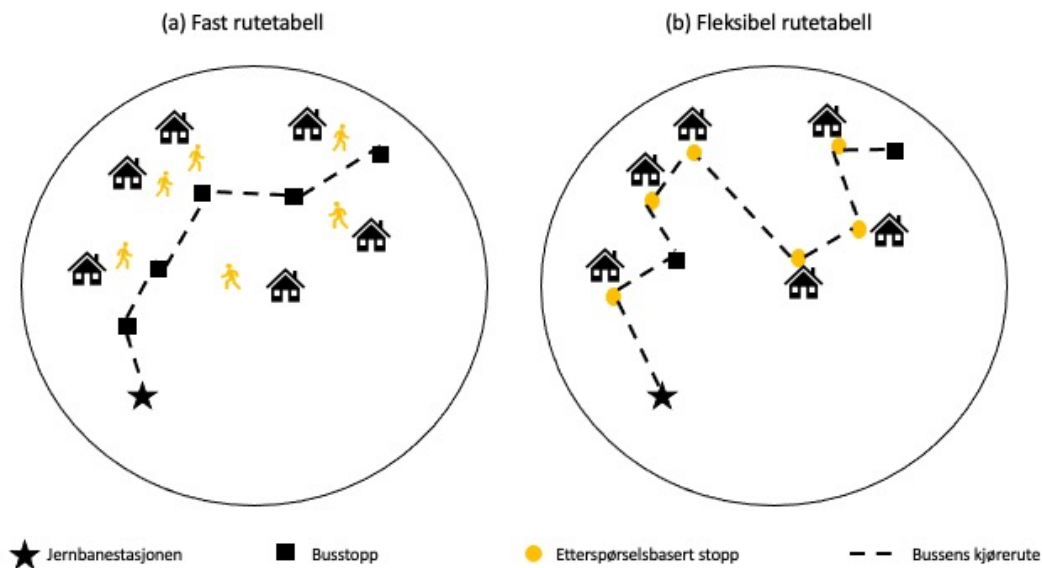 (a) Fast rutetabell
(b) Fleksibel rutetabell
Jernbanestasjonen
Busstopp
Etterspørselsbasert stopp
Bussens kjørerute